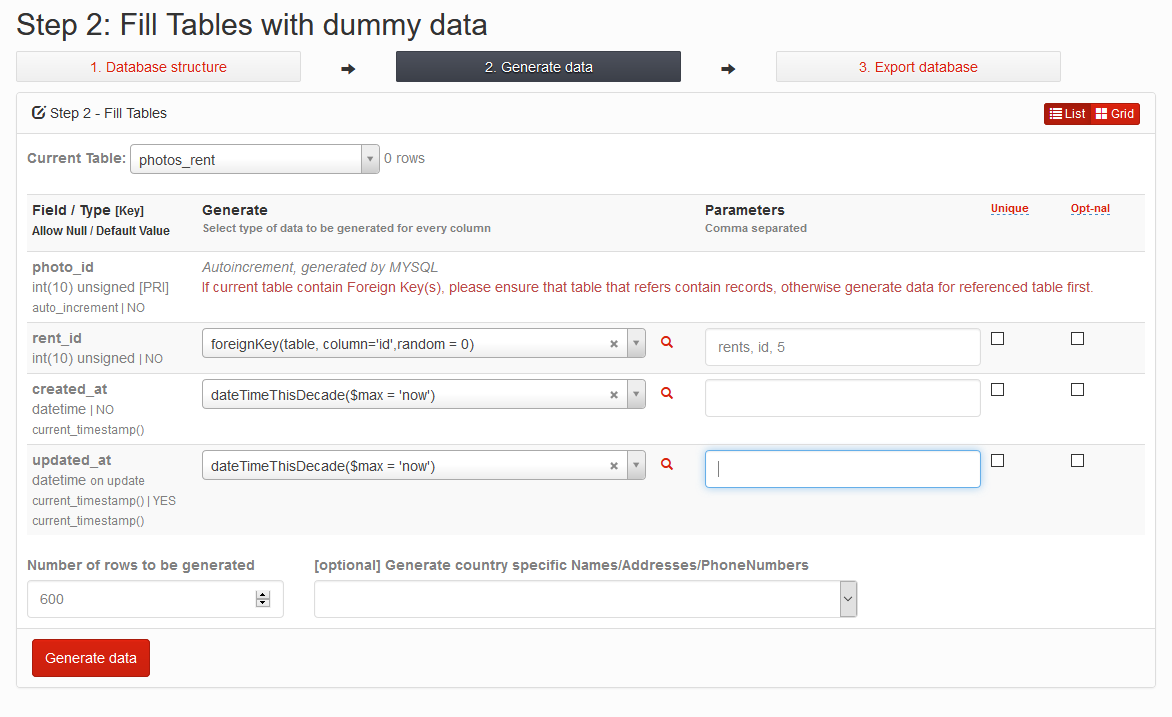 Step 2: Fill Tables with dummy data
1. Database structure
2. Generate data
3. Export database
Step 2 - Fill Tables
List
Grid
Current Table: photos_rent 0 rows
Field / Type [Key]
Allow Null / Default Value
Generate
Select type of data to be generated for every column
Parameters
Comma separated
Unique
Opt-nal
photo_id
int(10) unsigned [PRI]
auto_increment | NO
Autoincrement, generated by MYSQL
If current table contain Foreign Key(s), please ensure that table that refers contain records, otherwise generate data for referenced table first.
rent_id
int(10) unsigned | NO
foreignKey(table, column='id',random = 0)
rents, id, 5
created_at
datetime | NO
current_timestamp()
dateTimeThisDecade($max = 'now')
updated_at
datetime on update
current_timestamp() | YES
current_timestamp()
dateTimeThisDecade($max = 'now')
Number of rows to be generated
600
[optional] Generate country specific Names/Addresses/PhoneNumbers
Generate data